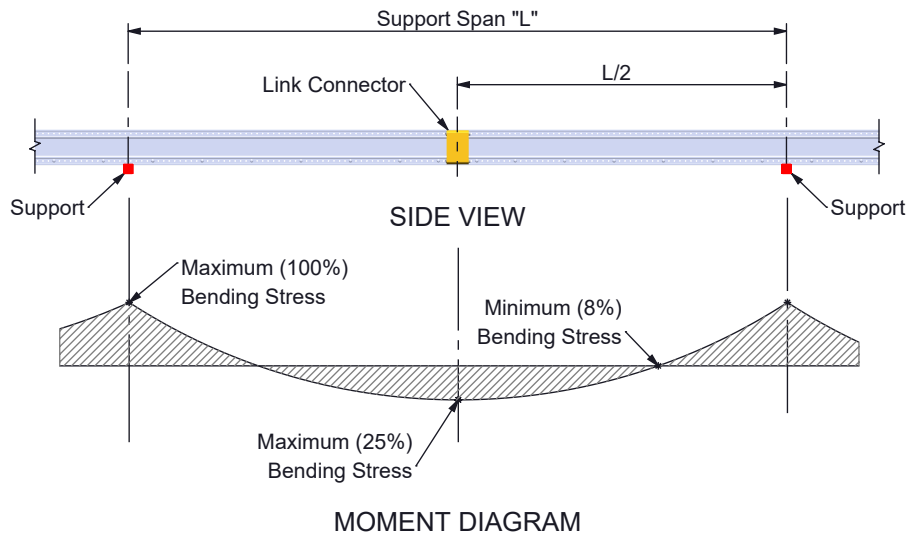 Support Span "L"
L/2
Link Connector
Support
Support
SIDE VIEW
Maximum (100%)
Bending Stress
Minimum (8%)
Bending Stress
Maximum (25%)
Bending Stress
MOMENT DIAGRAM